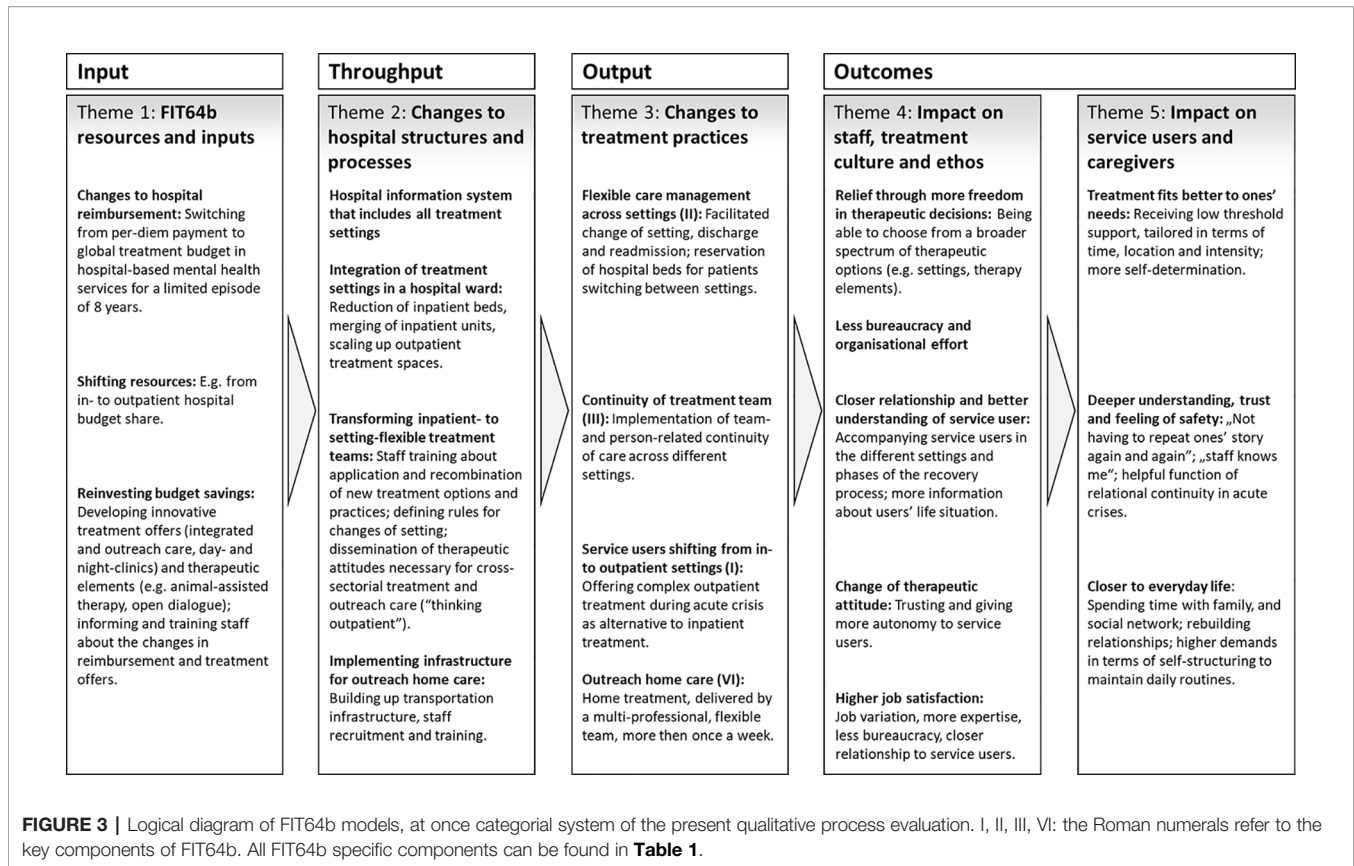 Input
Theme 1: FIT64b
resources and inputs
Changes to hospital
reimbursement: Switching
from per-diem payment to
global treatment budget in
hospital-based mental health
services for a limited episode
of 8 years.
Shifting resources: E.g. from
in- to outpatient hospital
budget share.
Reinvesting budget savings:
Developing innovative
treatment offers (integrated
and outreach care, day- and
night-clinics) and therapeutic
elements (e.g. animal-assisted
therapy, open dialogue);
informing and training staff
about the changes in
reimbursement and treatment
offers.
Throughput
Theme 2: Changes to
hospital structures and
processes
Hospital information system
that includes all treatment
settings
Integration of treatment
settings in a hospital ward:
Reduction of inpatient beds,
merging of inpatient units,
scaling up outpatient
treatment spaces.
Transforming inpatient- to
setting-flexible treatment
teams: Staff training about
application and recombination
of new treatment options and
practices; defining rules for
changes of setting;
dissemination of therapeutic
attitudes necessary for cross-
sectorial treatment and
outreach care (“thinking
outpatient”).
Implementing infrastructure
for outreach home care:
Building up transportation
infrastructure, staff
recruitment and training.
Output
Theme 3: Changes to
treatment practices
Flexible care management
across settings (II): Facilitated
change of setting, discharge
and readmission; reservation
of hospital beds for patients
switching between settings.
Continuity of treatment team
(III): Implementation of team-
and person-related continuity
of care across different
settings.
Service users shifting from in-
to outpatient settings (I):
Offering complex outpatient
treatment during acute crisis
as alternative to inpatient
treatment.
Outreach home care (VI):
Home treatment, delivered by
a multi-professional, flexible
team, more then once a week.
Outcomes
Theme 4: Impact on
staff, treatment
culture and ethos
Relief through more freedom
in therapeutic decisions: Being
able to choose from a broader
spectrum of therapeutic
options (e.g. settings, therapy
elements).
Less bureaucracy and
organisational effort
Closer relationship and better
understanding of service user:
Accompanying service users in
the different settings and
phases of the recovery
process; more information
about users’ life situation.
Change of therapeutic
attitude: Trusting and giving
more autonomy to service
users.
Higher job satisfaction:
Job variation, more expertise,
less bureaucracy, closer
relationship to service users.
Theme 5: Impact on
service users and
caregivers
Treatment fits better to ones’
needs: Receiving low threshold
support, tailored in terms of
time, location and intensity;
more self-determination.
Deeper understanding, trust
and feeling of safety: „Not
having to repeat ones’ story
again and again”; „staff knows
me“; helpful function of
relational continuity in acute
crises.
Closer to everyday life:
Spending time with family, and
social network; rebuilding
relationships; higher demands
in terms of self-structuring to
maintain daily routines.
FIGURE 3 | Logical diagram of FIT64b models, at once categorial system of the present qualitative process evaluation. I, II, III, VI: the Roman numerals refer to the
key components of FIT64b. All FIT64b specific components can be found in Table 1.